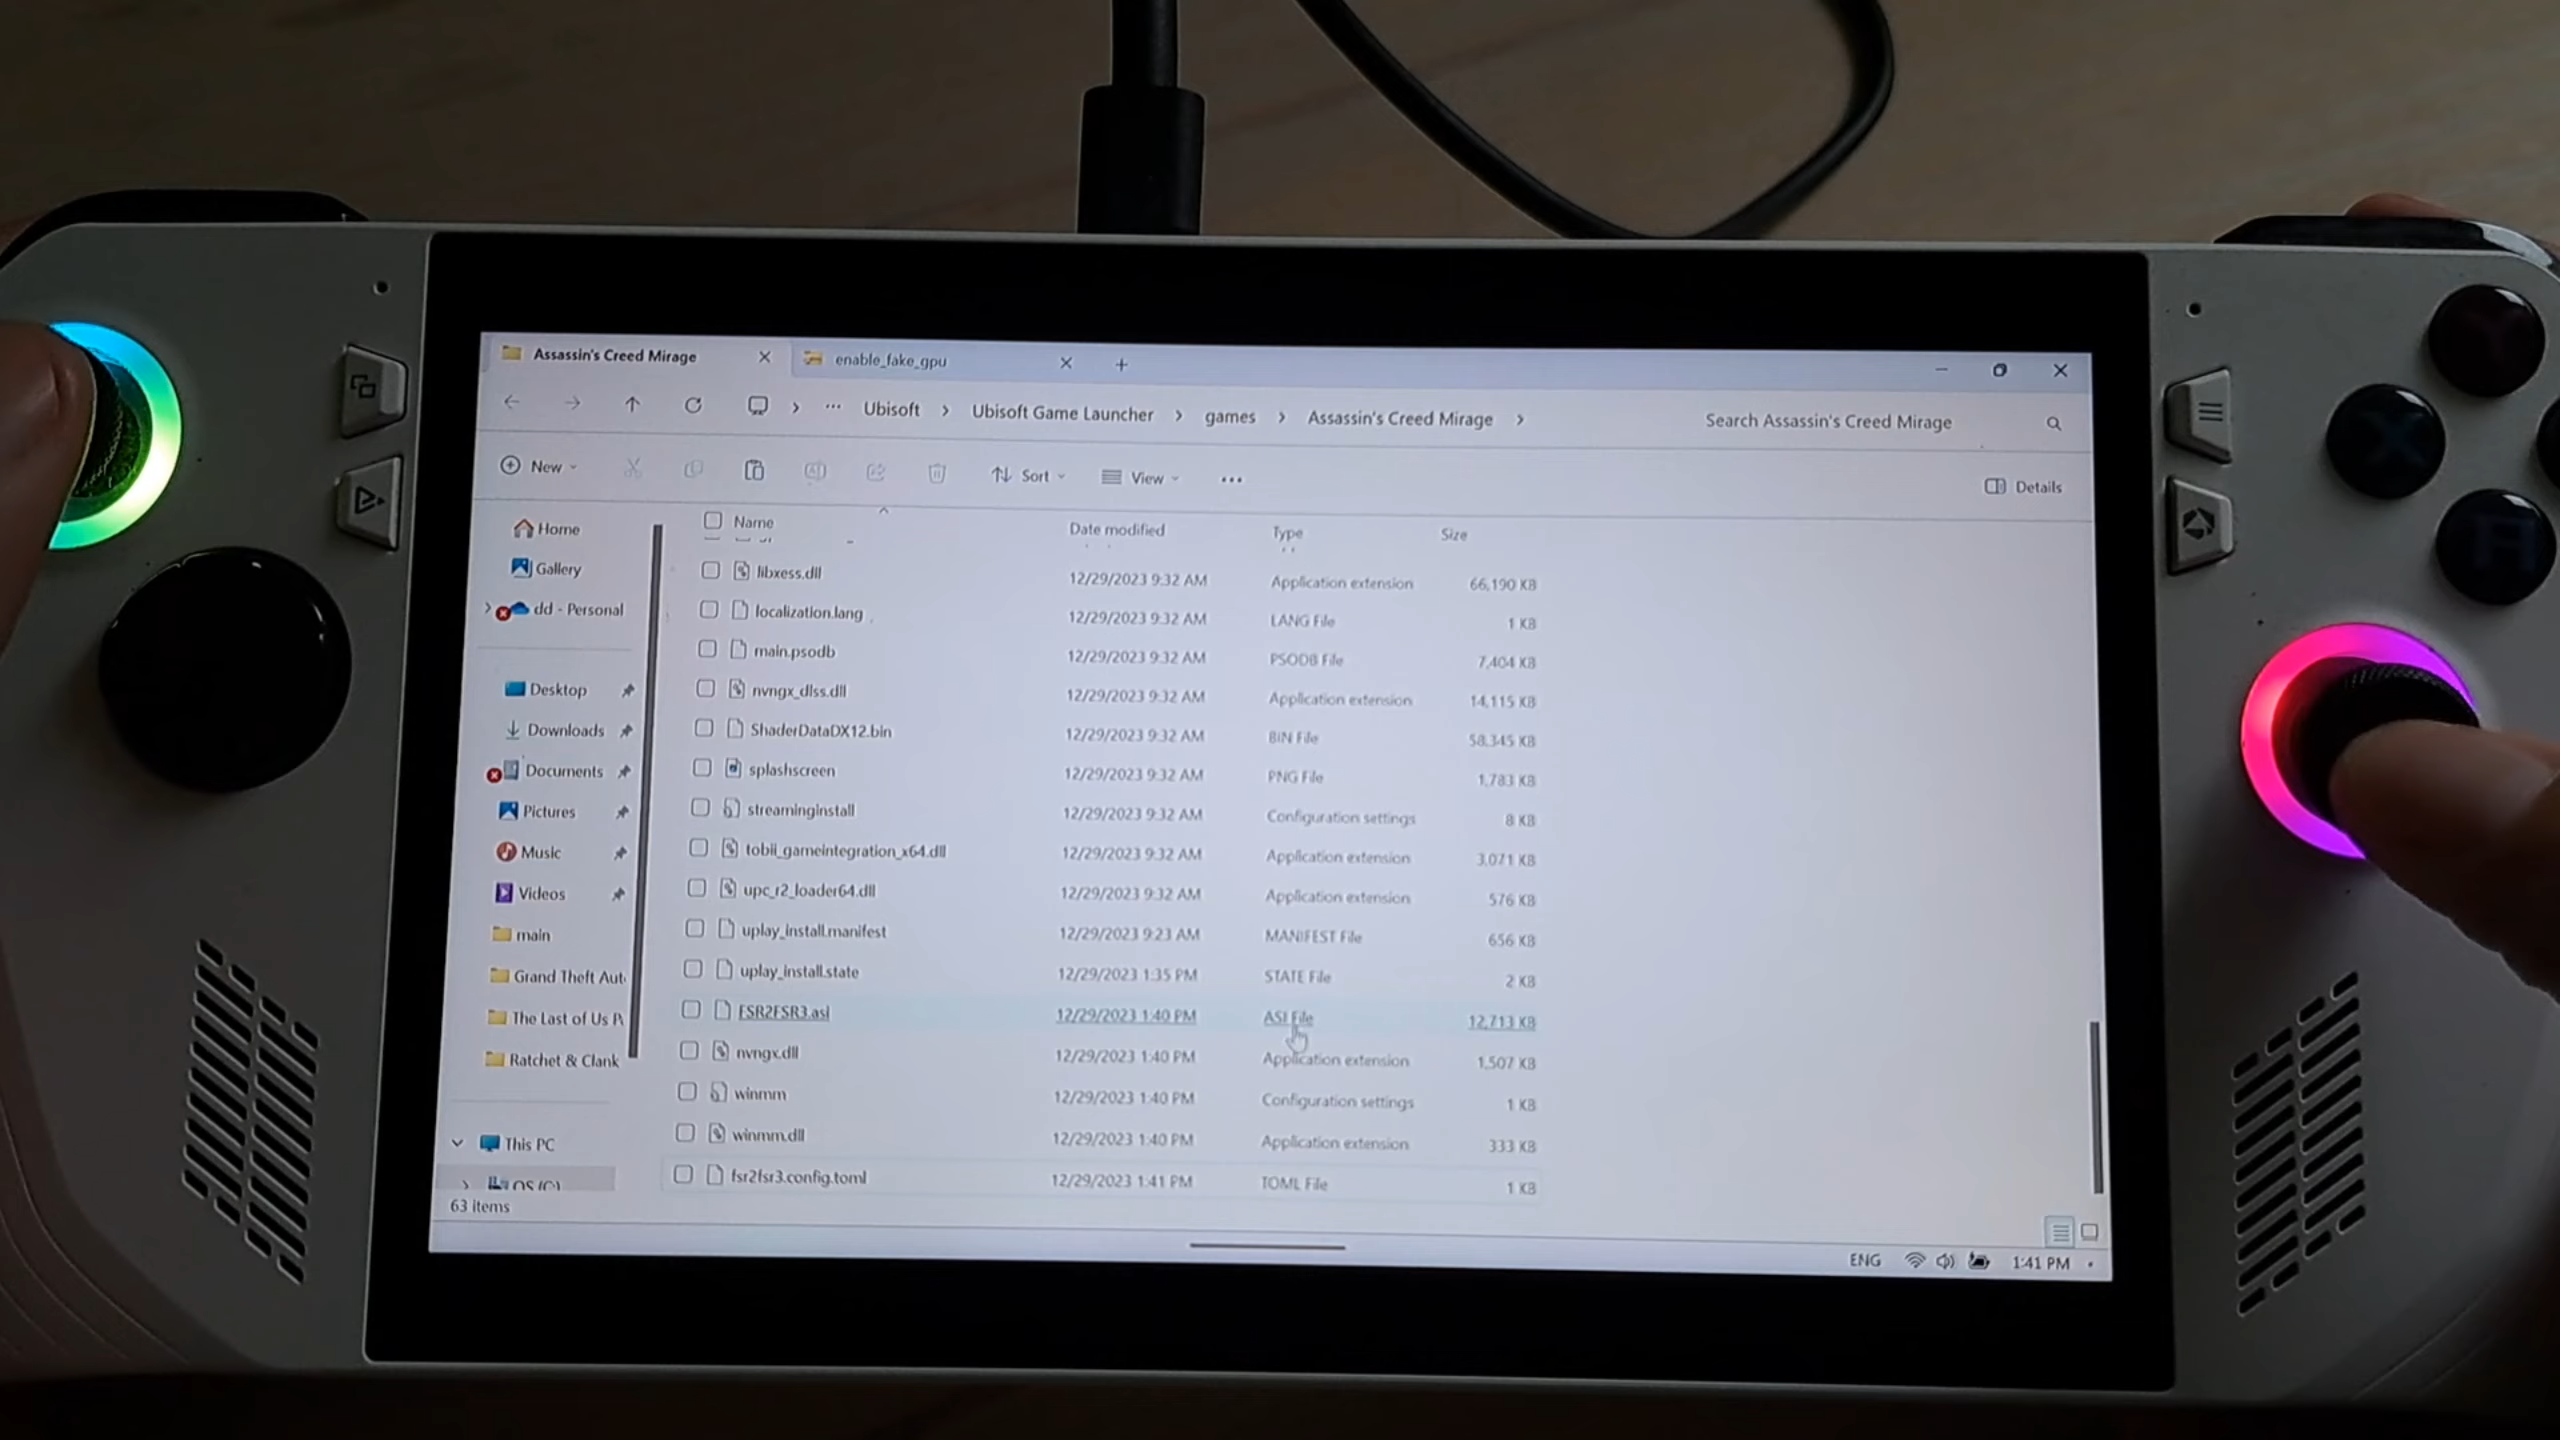 Assassin's Creed Mirage
enable_fake_gpu
Ubisoft > Ubisoft Game Launcher > games > Assassin's Creed Mirage >
Search Assassin's Creed Mirage
New
Sort
View
Details
Home
Gallery
dd - Personal
Desktop
Downloads
Documents
Pictures
Music
Videos
main
Grand Theft Aut
The Last of Us P
Ratchet & Clank
This PC
OS (C:)
63 items
Name Date modified Type Size
libxess.dll 12/29/2023 9:32 AM Application extension 66,190 KB
localization.lang 12/29/2023 9:32 AM LANG File 1 KB
main.psodb 12/29/2023 9:32 AM PSODB File 7,404 KB
nvngx_dlss.dll 12/29/2023 9:32 AM Application extension 14,115 KB
ShaderDataDX12.bin 12/29/2023 9:32 AM BIN File 58,345 KB
splashscreen 12/29/2023 9:32 AM PNG File 1,783 KB
streaminginstall 12/29/2023 9:32 AM Configuration settings 8 KB
tobii_gameintegration_x64.dll 12/29/2023 9:32 AM Application extension 3,071 KB
upc_r2_loader64.dll 12/29/2023 9:32 AM Application extension 576 KB
uplay_install.manifest 12/29/2023 9:23 AM MANIFEST File 656 KB
uplay_install.state 12/29/2023 1:35 PM STATE File 2 KB
FSR2FSR3.asi 12/29/2023 1:40 PM ASI File 12,713 KB
nvngx.dll 12/29/2023 1:40 PM Application extension 1,507 KB
winmm 12/29/2023 1:40 PM Configuration settings 1 KB
winmm.dll 12/29/2023 1:40 PM Application extension 333 KB
fsr2fsr3.config.toml 12/29/2023 1:41 PM TOML File 1 KB
ENG 1:41 PM
Y
X
A